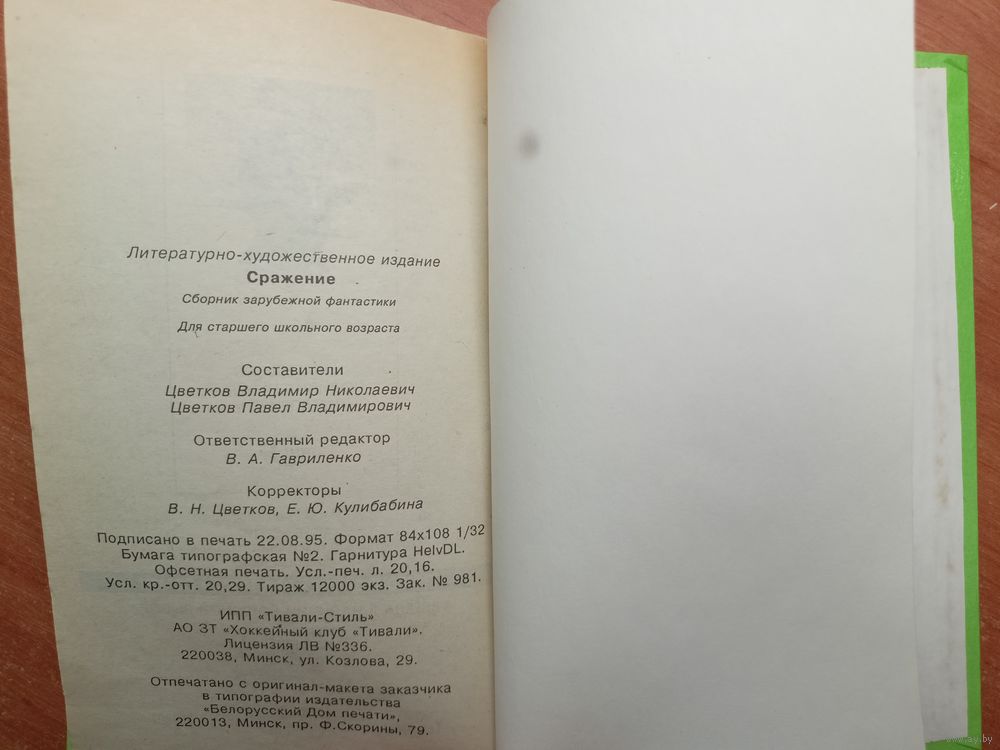 Литературно-художественное издание
Сражение
Сборник зарубежной фантастики
Для старшего школьного возраста
Составители
Цветков Владимир Николаевич
Цветков Павел Владимирович
Ответственный редактор
В. А. Гавриленко
Корректоры
В. Н. Цветков, Е. Ю. Кулибабина
Подписано в печать 22.08.95. Формат 84х108 1/32
Бумага типографская №2. Гарнитура HelvDL.
Офсетная печать. Усл.-печ. л. 20,16.
Усл. кр.-отт. 20,29. Тираж 12000 экз. Зак. № 981.
ИПП «Тивали-Стиль»
АО ЗТ «Хоккейный клуб «Тивали».
Лицензия ЛВ №336.
220038, Минск, ул. Козлова, 29.
Отпечатано с оригинал-макета заказчика
в типографии издательства
«Белорусский Дом печати»,
220013, Минск, пр. Ф.Скорины, 79.
www.ay.by